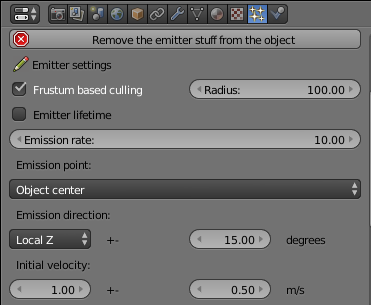 Remove the emitter stuff from the object
Emitter settings
Frustum based culling Radius: 100.00
Emitter lifetime
Emission rate: 10.00
Emission point:
Object center
Emission direction:
Local Z +- 15.00 degrees
Initial velocity:
1.00 +- 0.50 m/s